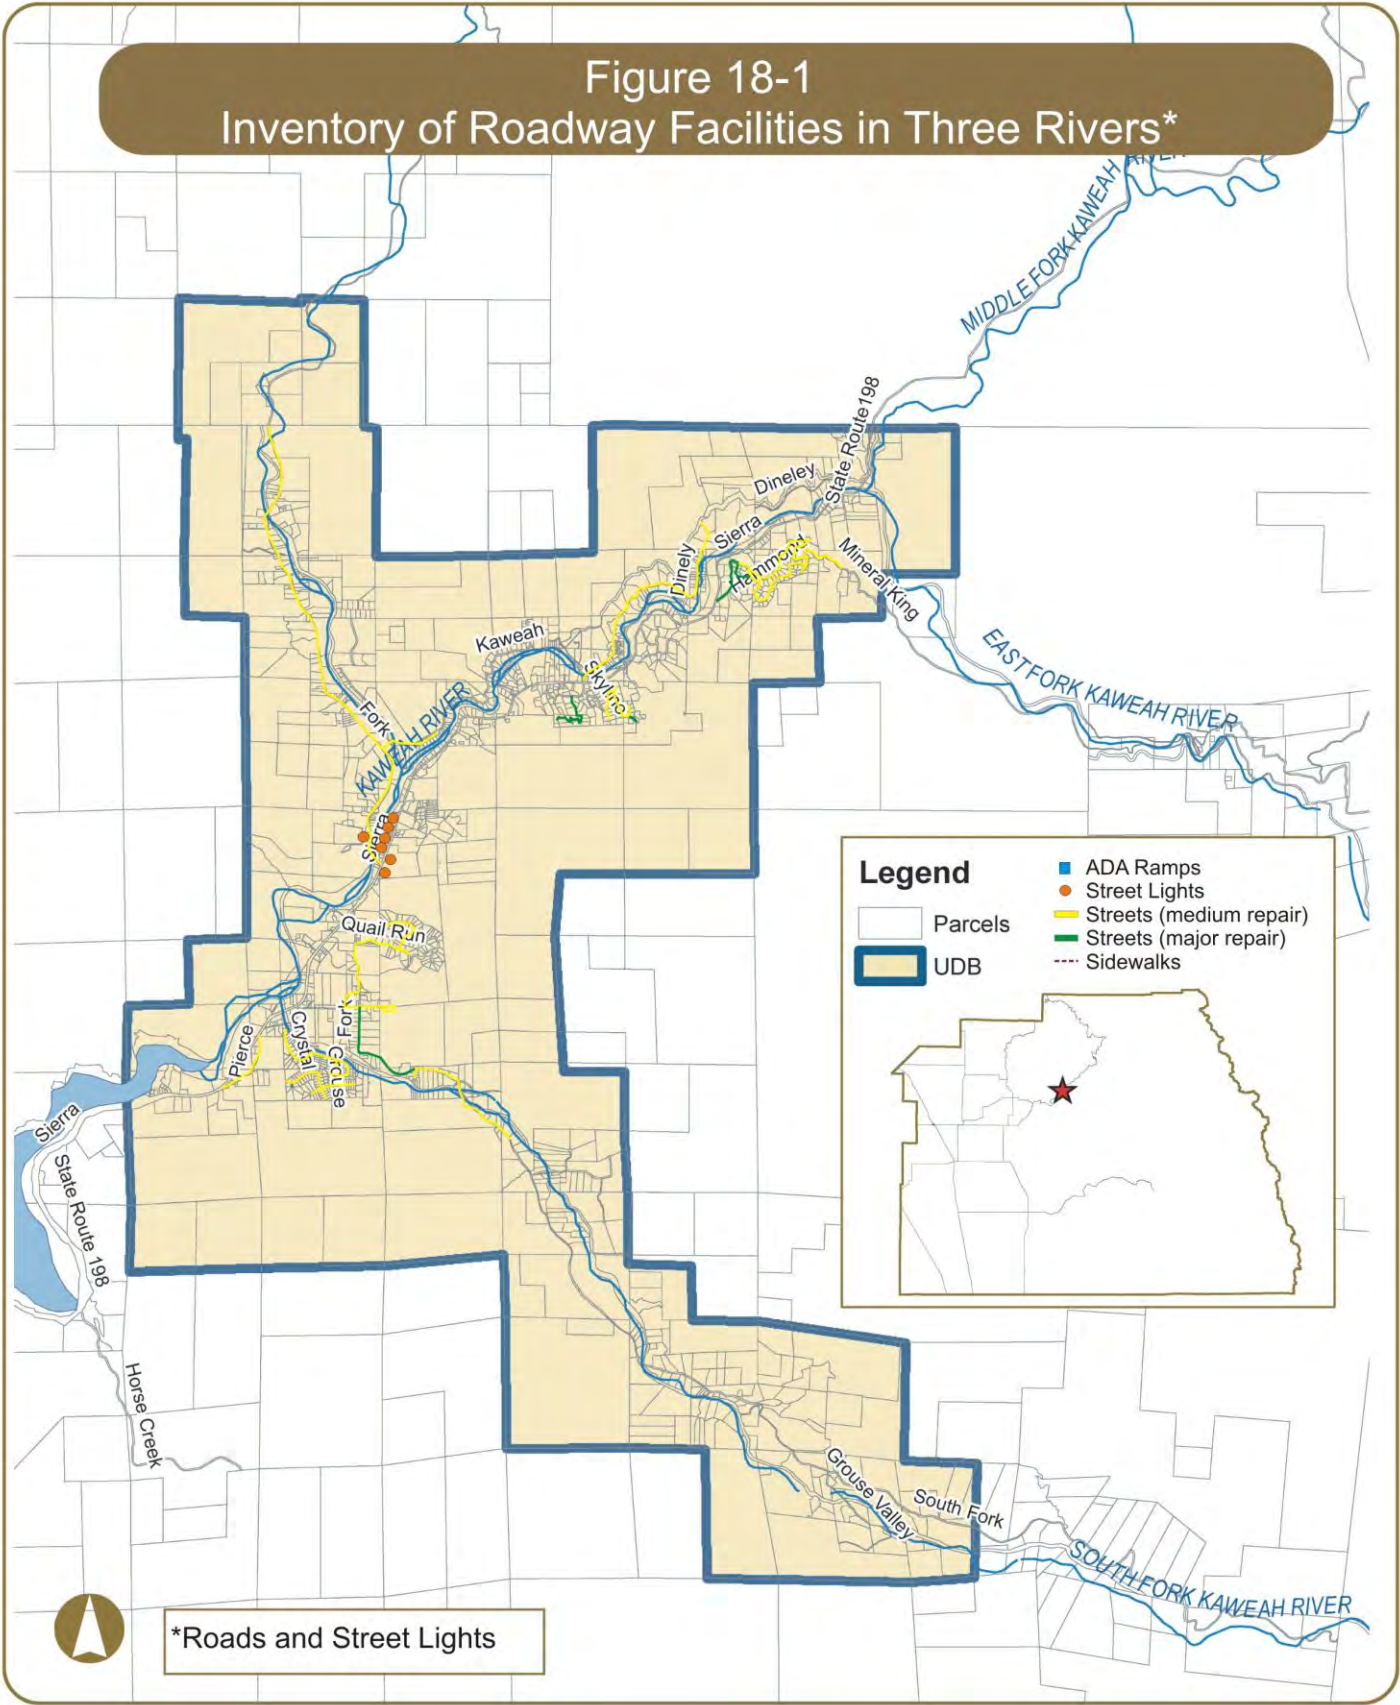 Figure 18-1
Inventory of Roadway Facilities in Three Rivers*
MIDDLE FORK KAWEAH RIVER
State Route198
Dineley
Sierra
Dinely
Hammond
Mineral King
Kaweah
Skyline
EAST FORK KAWEAH RIVER
Fork
KAWEAH RIVER
Sierra
Quail Run
Fork
Crystal
Grouse
Pierce
Sierra
State Route 198
Horse Creek
Grouse Valley
South Fork
SOUTH FORK KAWEAH RIVER
Legend
Parcels
UDB
ADA Ramps
Street Lights
Streets (medium repair)
Streets (major repair)
Sidewalks
*Roads and Street Lights